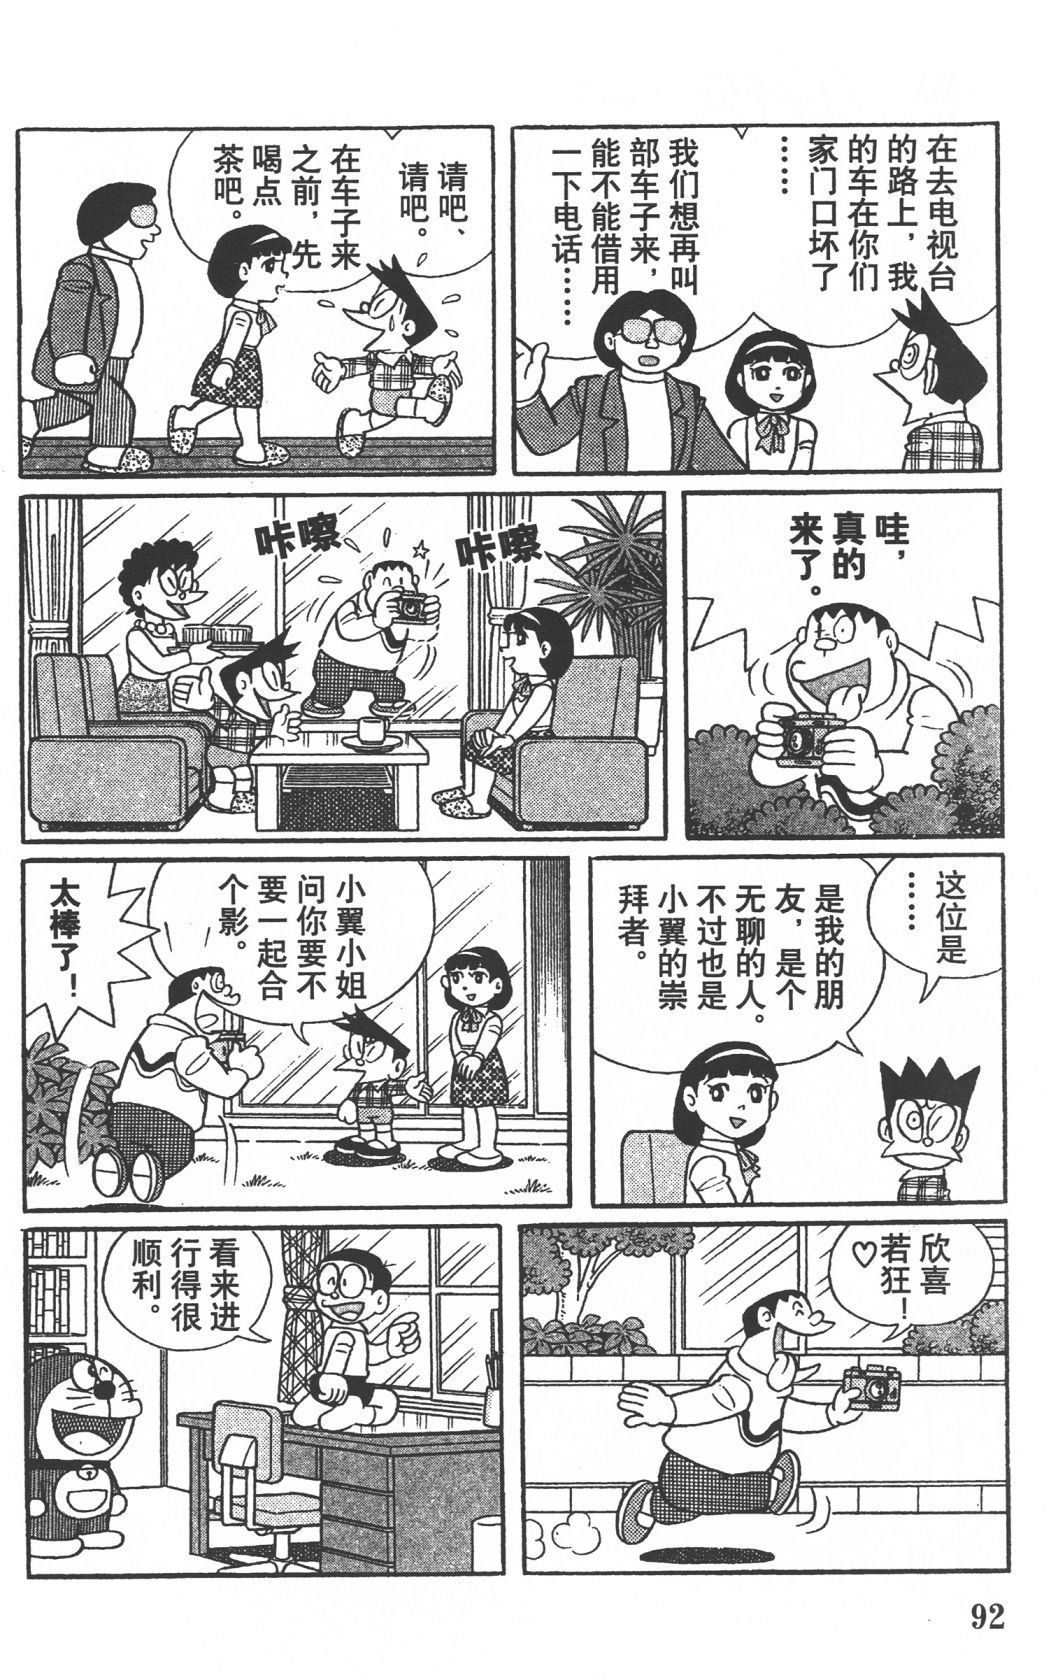 在去电视台
的路上，我
的车在你们
家门口坏了
……
我们想再叫
部车子来，
能不能借用
一下电话……
请吧、
请吧。
在车子来
之前，先
喝点
茶吧。
哇，
真的
来了。
咔嚓
咔嚓
这位是
……
是我的朋
友，是个
无聊的人。
不过也是
小翼的崇
拜者。
小翼小姐
问你要不
要一起合
个影。
太棒了！
欣喜
若狂！
♡
看来进
行得很
顺利。
92